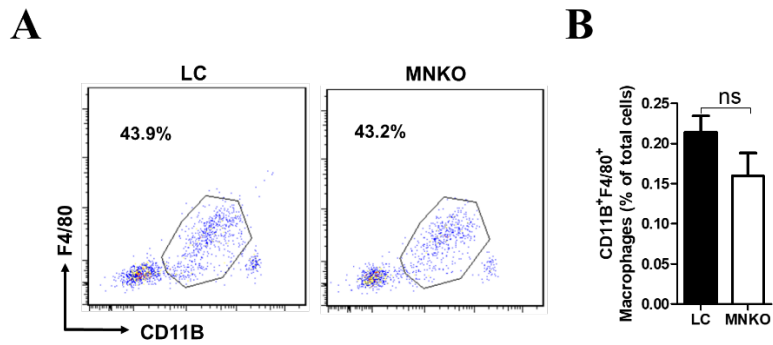 A
B
LC
MNKO
43.9%
43.2%
F4/80
CD11B
CD11B+F4/80+
Macrophages (% of total cells)
0.25
0.20
0.15
0.10
0.05
0.00
ns
LC
MNKO